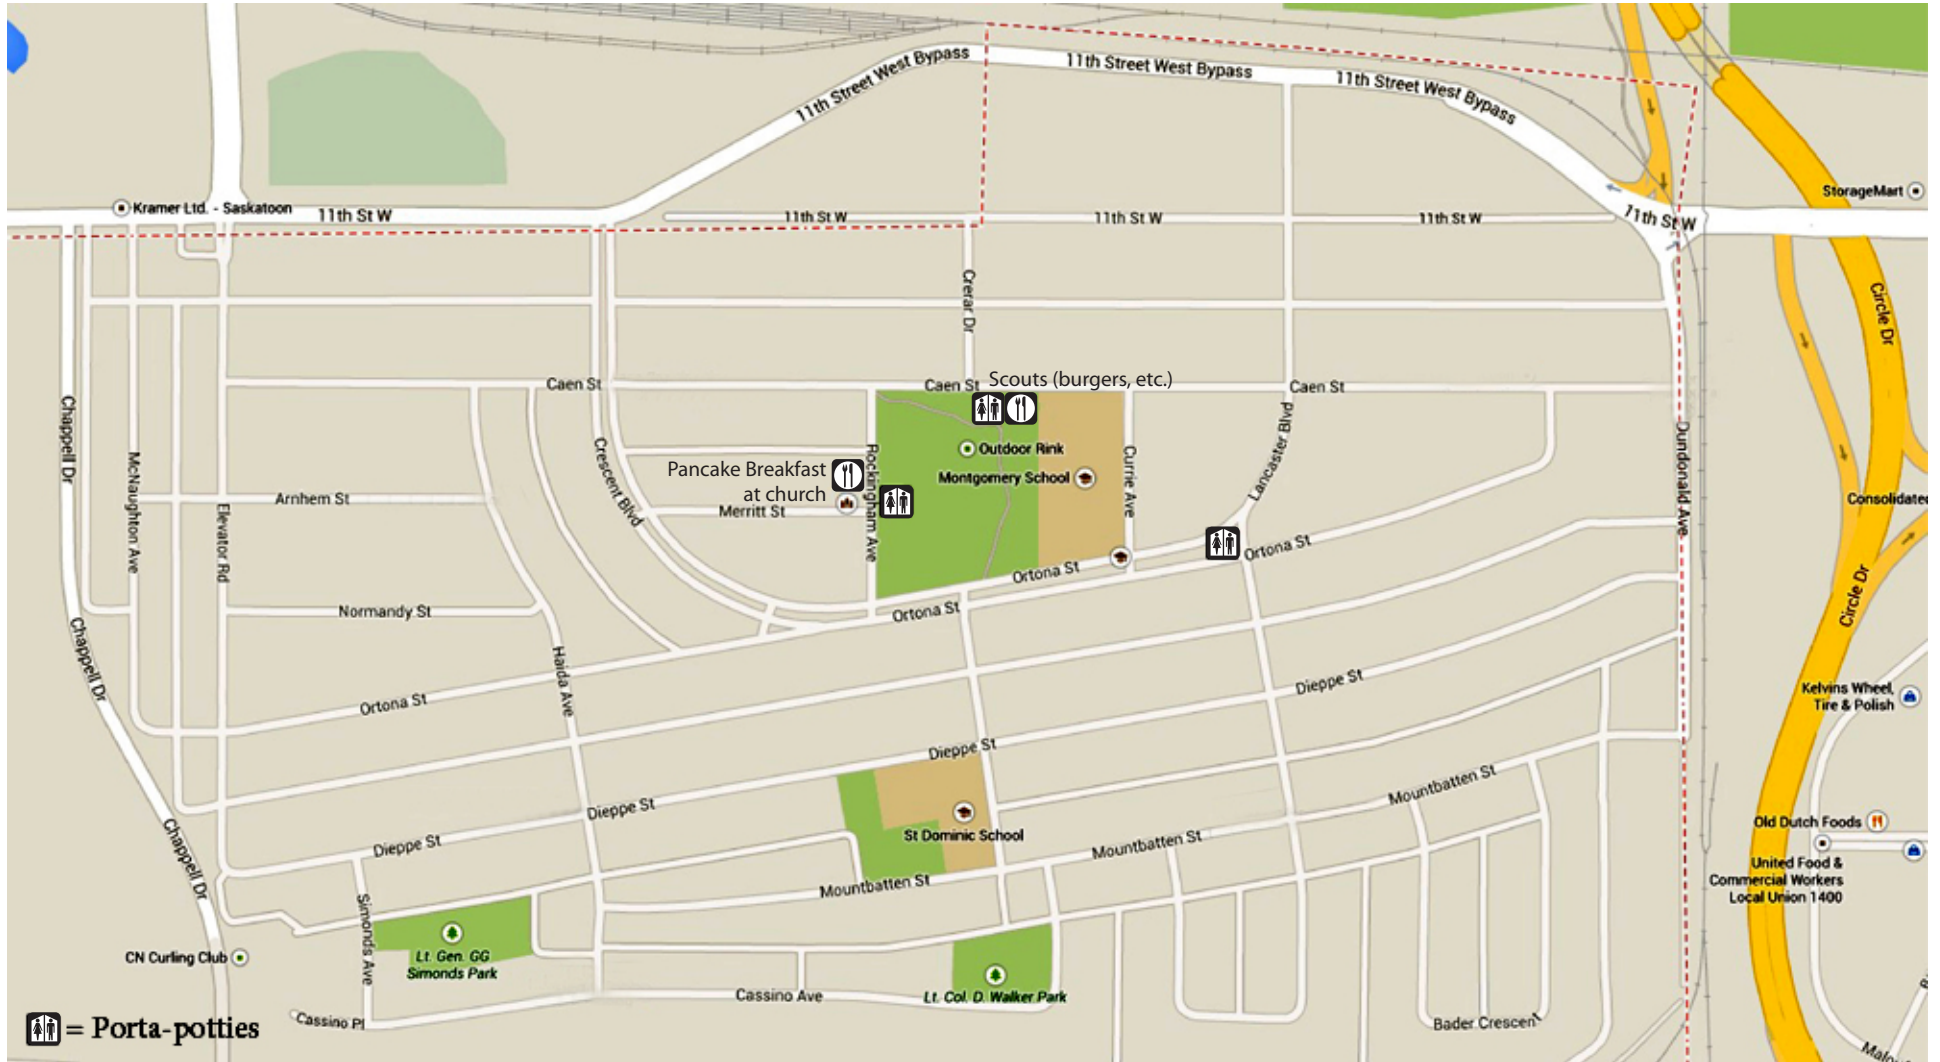 11th Street West Bypass
11th Street West Bypass
11th Street West Bypass
Kramer Ltd. - Saskatoon
11th St W
11th St W
11th St W
11th St W
11th St W
StorageMart
Crerar Dr
Circle Dr
Caen St
Caen St
Scouts (burgers, etc.)
Caen St
Chappell Dr
McNaughton Ave
Elevator Rd
Arnhem St
Crescent Blvd
Pancake Breakfast
at church
Merritt St
Rockingham Ave
Outdoor Rink
Montgomery School
Currie Ave
Lancaster Blvd
Dundonald Ave
Consolidated
Ortona St
Ortona St
Ortona St
Normandy St
Circle Dr
Chappell Dr
Haida Ave
Ortona St
Dieppe St
Kelvins Wheel,
Tire & Polish
Dieppe St
Dieppe St
Mountbatten St
Old Dutch Foods
St Dominic School
Dieppe St
Mountbatten St
Chappell Dr
Mountbatten St
United Food &
Commercial Workers
Local Union 1400
Simonds Ave
CN Curling Club
Lt. Gen. GG
Simonds Park
Cassino Ave
Lt. Col. D. Walker Park
Cassino Pl
Bader Crescent
= Porta-potties